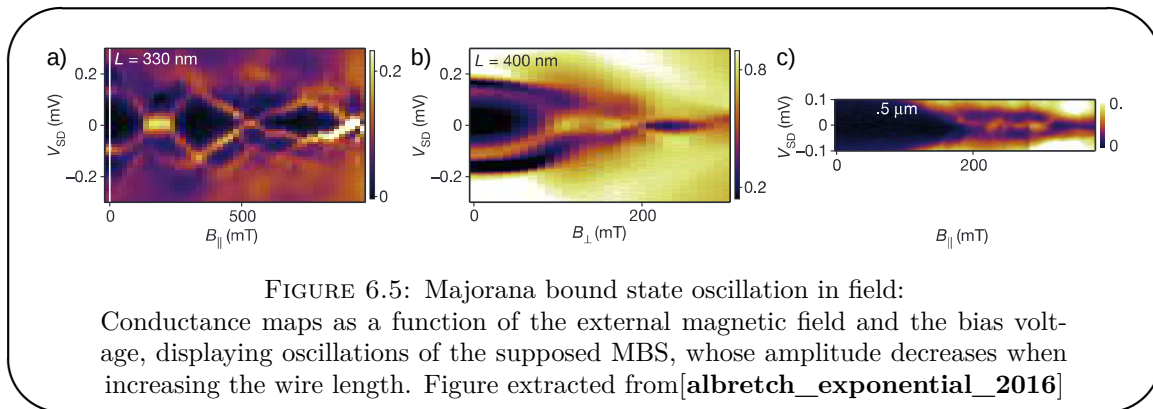 a)
L = 330 nm
0.2
0
−0.2
V_SD (mV)
0
500
B_|| (mT)
0.2
0
b)
L = 400 nm
0.2
0
−0.2
V_SD (mV)
0
200
B_⊥ (mT)
0.8
0.2
c)
.5 μm
0.1
0
−0.1
V_SD (mV)
0
200
B_|| (mT)
0.
0
FIGURE 6.5: Majorana bound state oscillation in field:
Conductance maps as a function of the external magnetic field and the bias volt-
age, displaying oscillations of the supposed MBS, whose amplitude decreases when
increasing the wire length. Figure extracted from[albretch_exponential_2016]